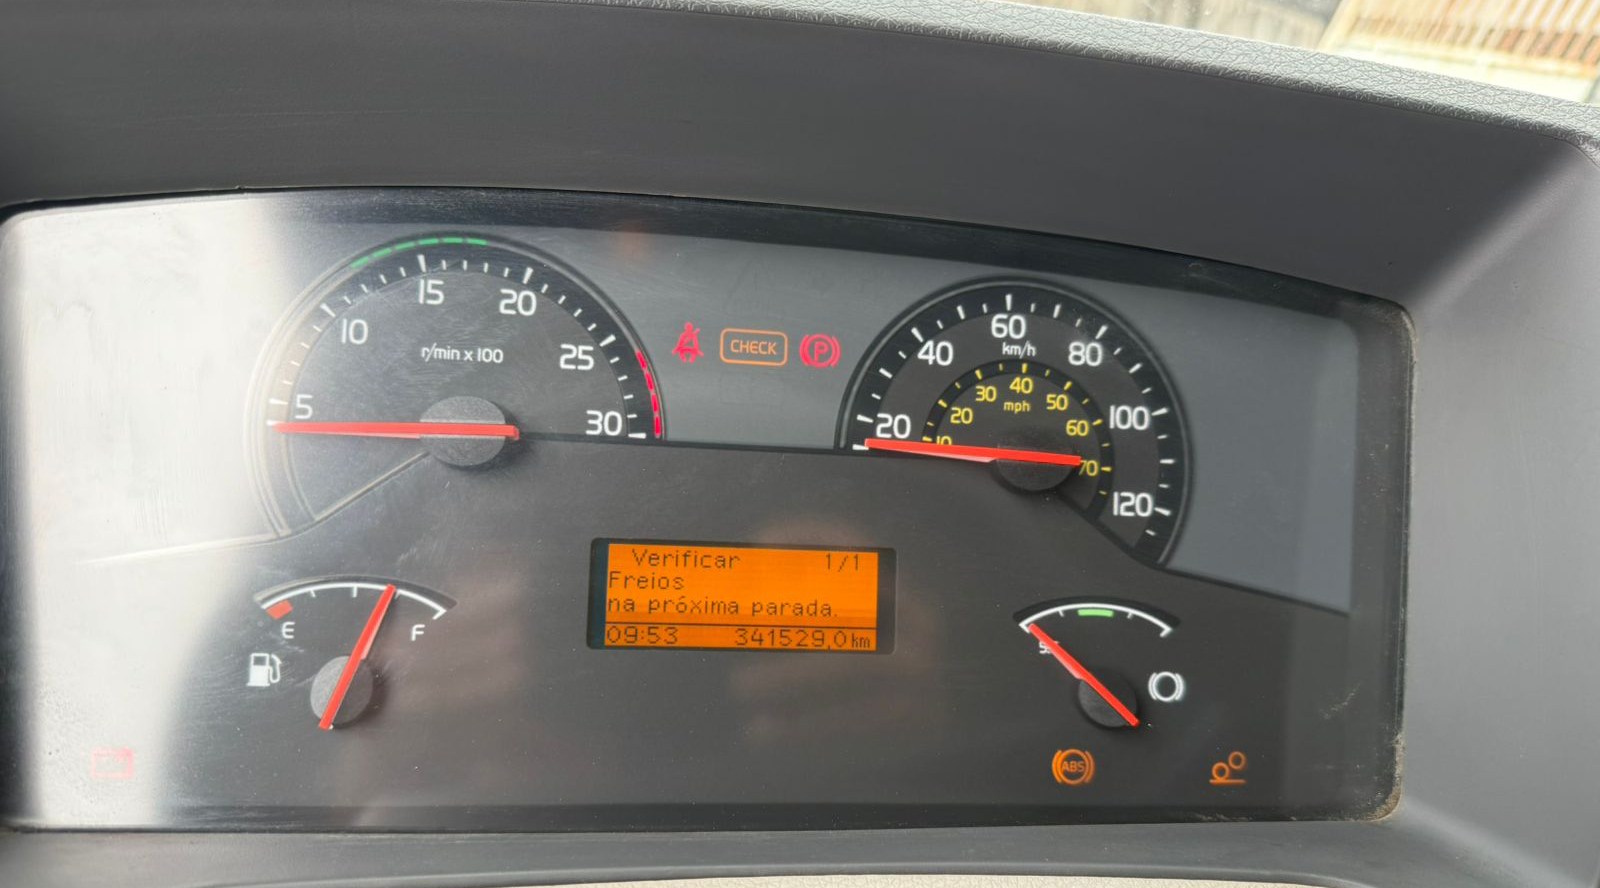 5
10
15
20
25
30
r/min x 100
CHECK
P
20
40
60
80
100
120
km/h
10
20
30
40
50
60
70
mph
Verificar 1/1
Freios
na próxima parada.
09:53 341529,0 km
E
F
ABS